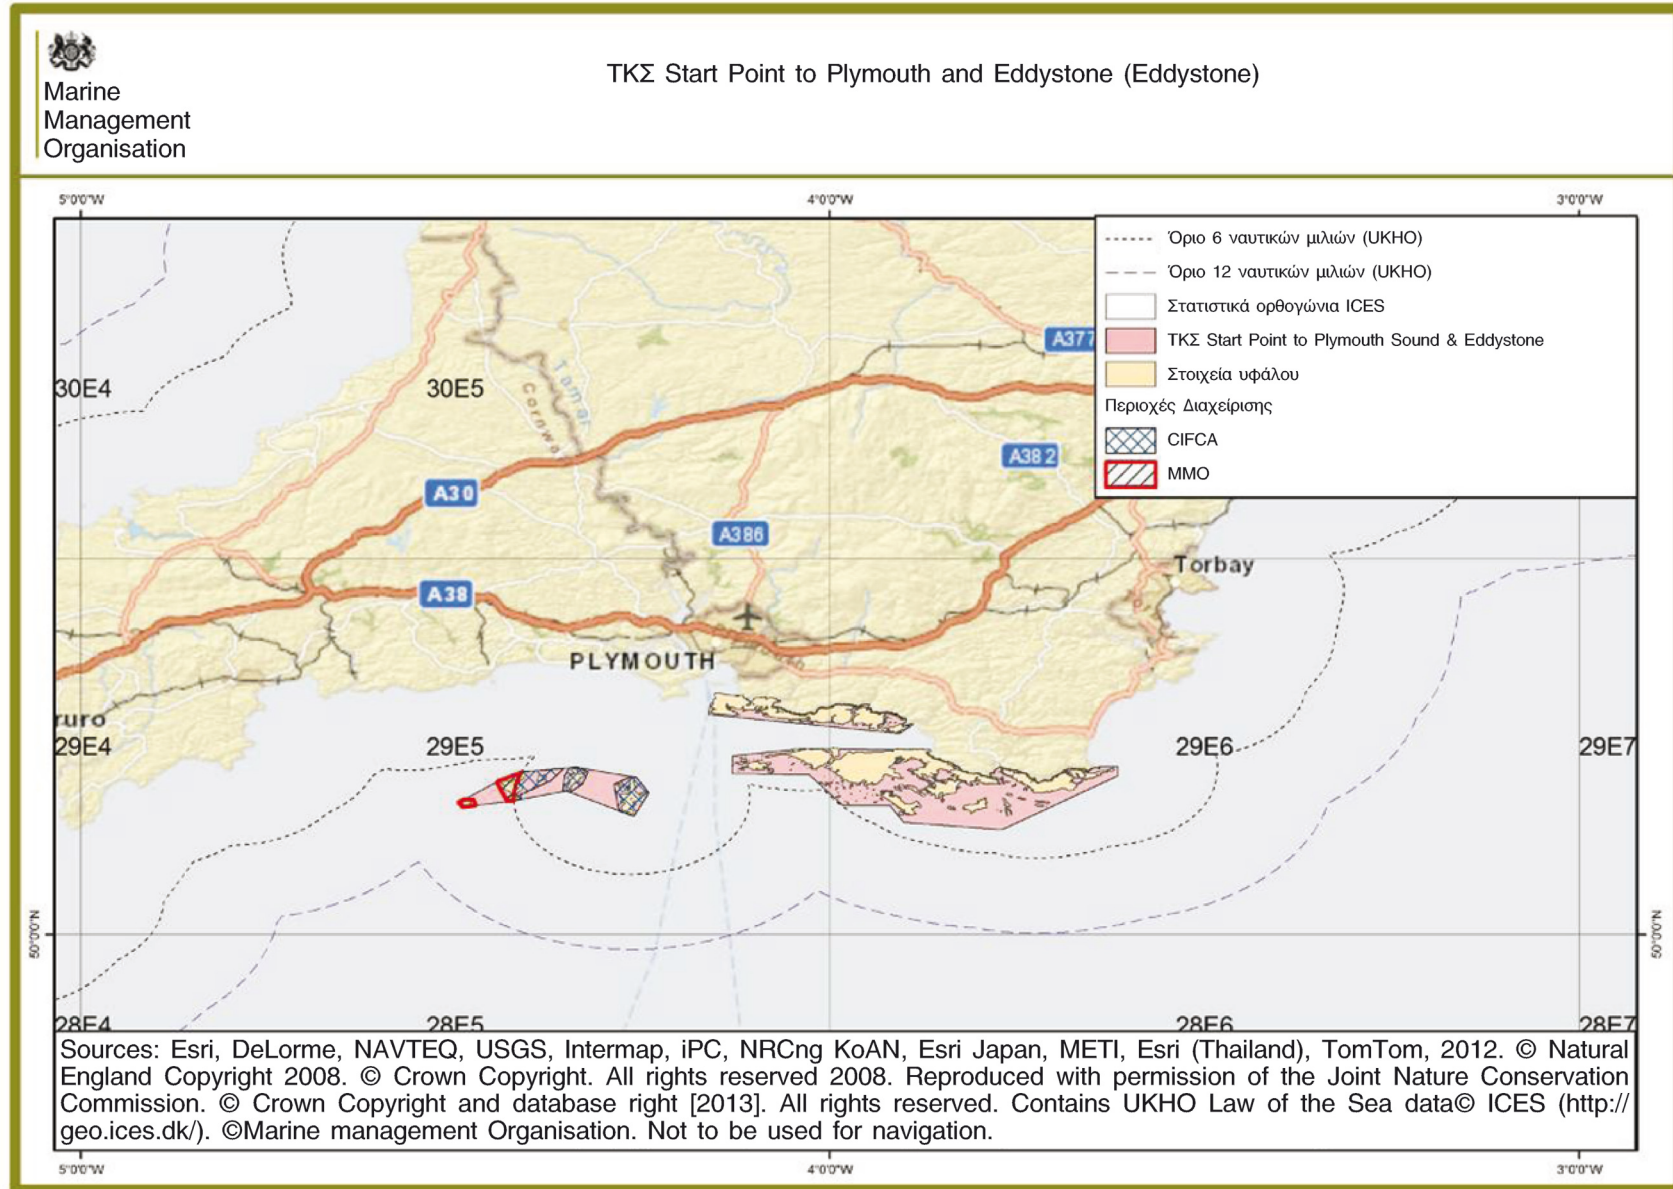 Marine
Management
Organisation
ΤΚΣ Start Point to Plymouth and Eddystone (Eddystone)
5°0'0"W
4°0'0"W
3°0'0"W
Όριο 6 ναυτικών μιλιών (UKHO)
Όριο 12 ναυτικών μιλιών (UKHO)
Στατιστικά ορθογώνια ICES
ΤΚΣ Start Point to Plymouth Sound & Eddystone
Στοιχεία υφάλου
Περιοχές Διαχείρισης
CIFCA
MMO
A377
30E4
30E5
Tamar
Cornwal
A382
A30
A386
Torbay
A38
PLYMOUTH
ruro
29E4
29E5
29E6
29E7
50°0'0"N
50°0'0"N
28E4
28E5
28E6
28E7
Sources: Esri, DeLorme, NAVTEQ, USGS, Intermap, iPC, NRCng KoAN, Esri Japan, METI, Esri (Thailand), TomTom, 2012. © Natural
England Copyright 2008. © Crown Copyright. All rights reserved 2008. Reproduced with permission of the Joint Nature Conservation
Commission. © Crown Copyright and database right [2013]. All rights reserved. Contains UKHO Law of the Sea data© ICES (http://
geo.ices.dk/). ©Marine management Organisation. Not to be used for navigation.
5°0'0"W
4°0'0"W
3°0'0"W